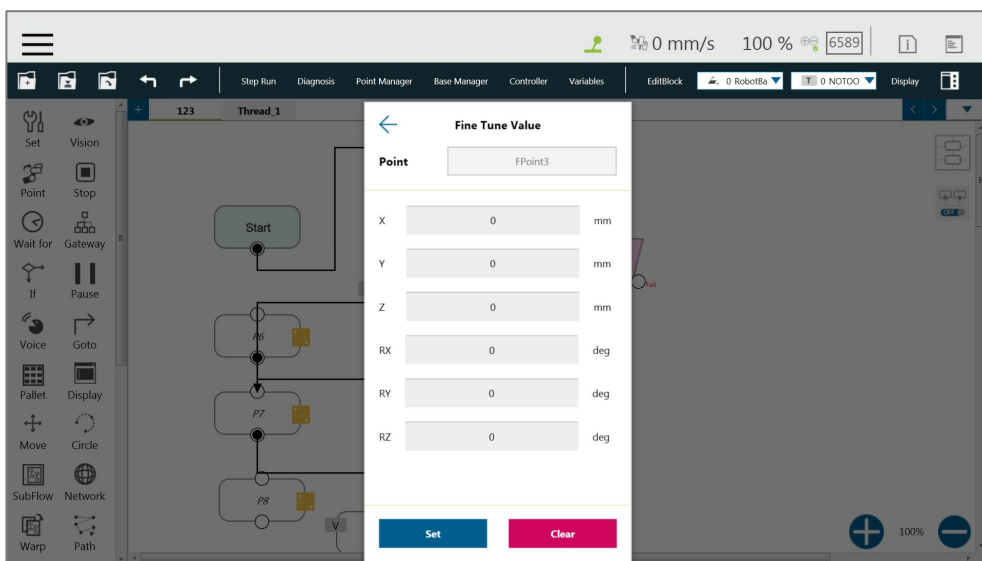 0 mm/s 100 % 6589
Step Run Diagnosis Point Manager Base Manager Controller Variables EditBlock 0 RobotBa T 0 NOTOO Display
+ 123 Thread_1
Set Vision
Point Stop
Wait for Gateway
If Pause
Voice Goto
Pallet Display
Move Circle
SubFlow Network
Warp Path
Start
P6
P7
P8
V
Fine Tune Value
Point FPoint3
X 0 mm
Y 0 mm
Z 0 mm
RX 0 deg
RY 0 deg
RZ 0 deg
Set Clear
Fail
OFF
100%